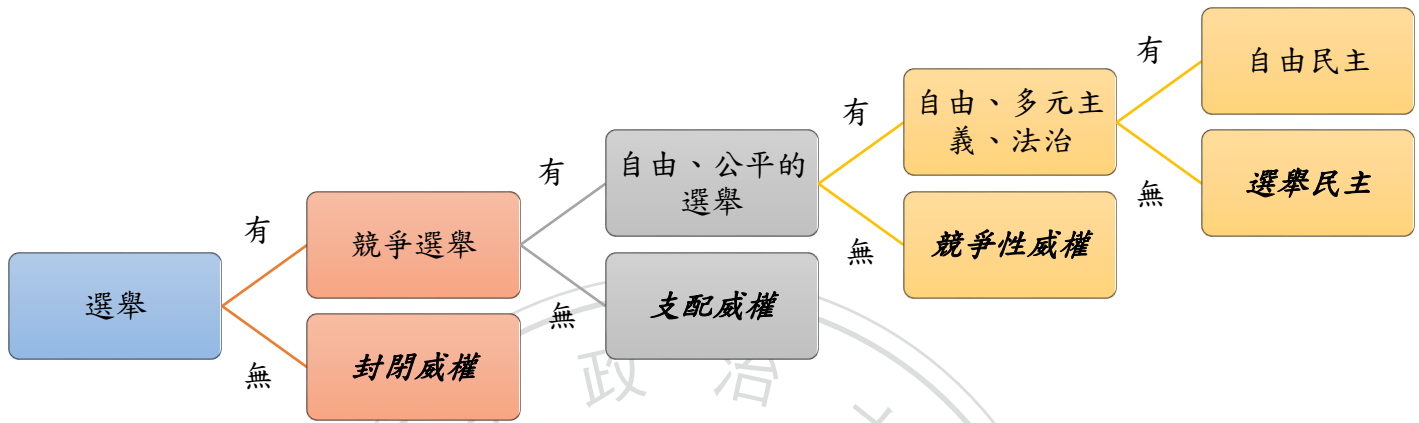 有
自由民主
有
自由、多元主
義、法治
有
自由、公平的
選舉
無
選舉民主
有
競爭選舉
無
競爭性威權
選舉
無
支配威權
無
封閉威權
政治